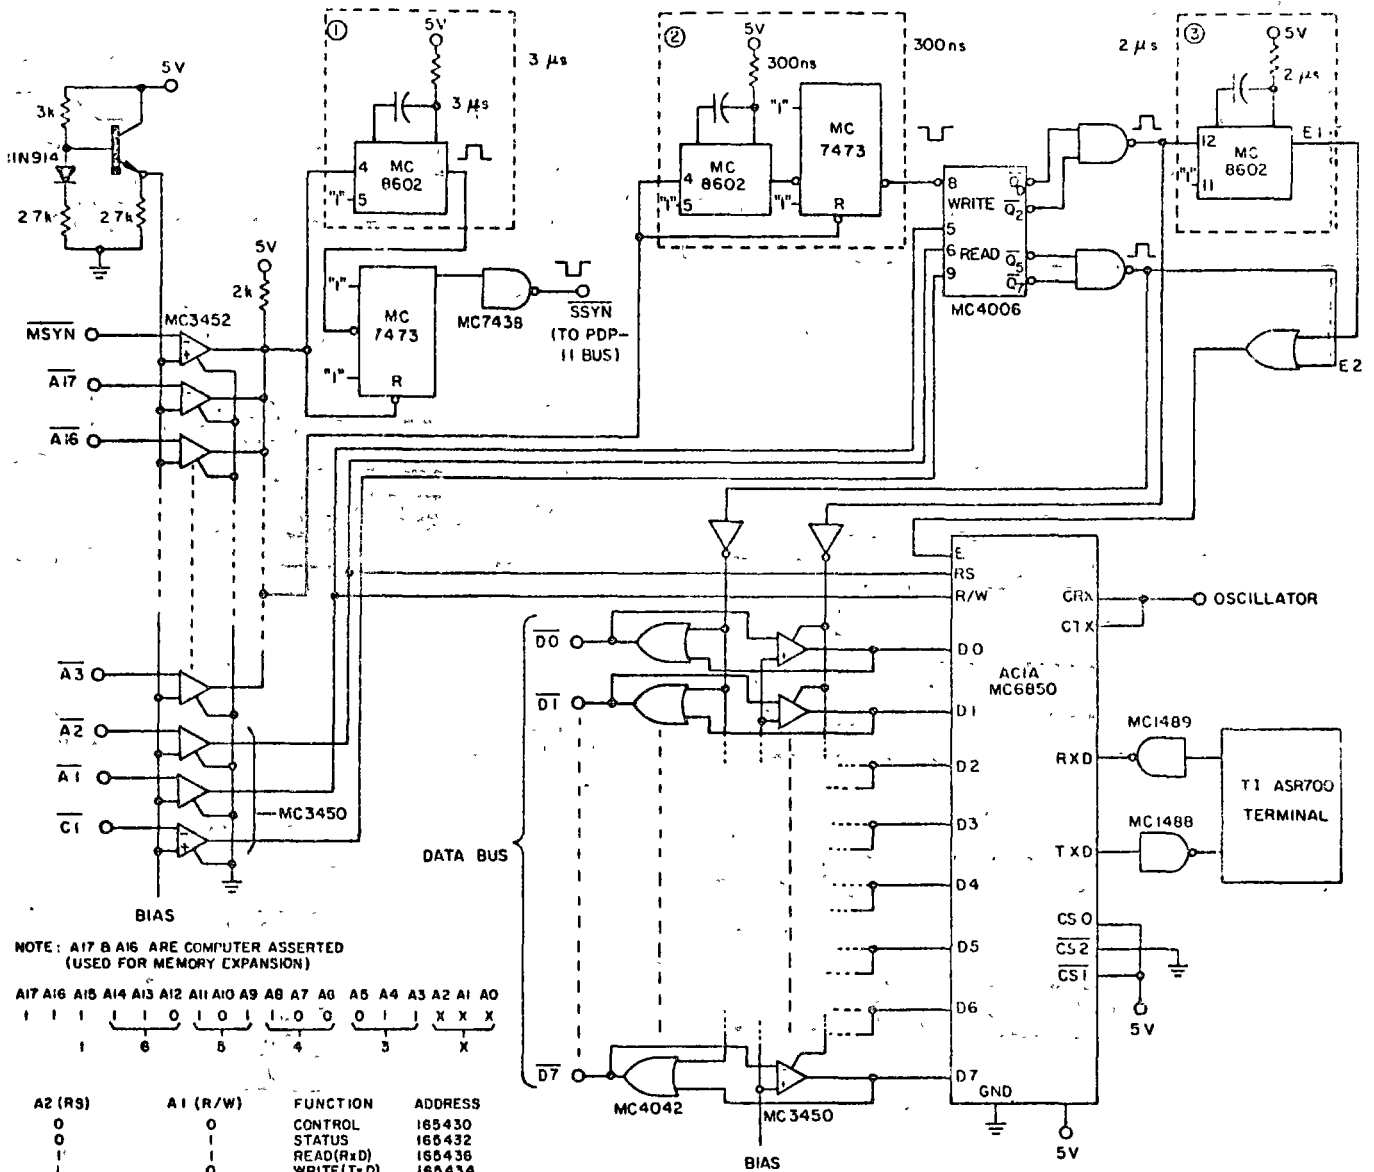 ①
5V
3 µs
3 µs
4
MC
8602
"1"
5
②
5V
300ns
300ns
"1"
MC
7473
4
MC
8602
"1"
5
"1"
R
2 µs
③
5V
2 µs
12
E1
MC
8602
"1"
11
5V
3k
1IN914
27k
27k
8
WRITE
5
6
READ
9
Q0
Q2
Q5
Q7
MC4006
E2
5V
2k
"1"
MC
7473
"1"
R
MC7438
SSYN
(TO PDP-
11 BUS)
MC3452
MSYN
A17
A16
A3
A2
A1
C1
MC3450
BIAS
E
RS
R/W
CRX
CTX
OSCILLATOR
D0
D0
ACIA
MC6850
D1
D1
D2
D3
D4
D5
D6
D7
D7
DATA BUS
RXD
MC1489
TXD
MC1488
TI ASR700
TERMINAL
CS0
CS2
CS1
5V
GND
5V
MC4042
MC3450
BIAS
NOTE: A17 & A16 ARE COMPUTER ASSERTED
(USED FOR MEMORY EXPANSION)
A17 A16 A15 A14 A13 A12 A11 A10 A9 A8 A7 A6 A5 A4 A3 A2 A1 A0
1 1 1 1 1 0 1 0 1 1 0 0 0 1 1 X X X
1 6 5 4 3 X
A2 (RS) A1 (R/W) FUNCTION ADDRESS
0 0 CONTROL 165430
0 1 STATUS 165432
1 1 READ(RxD) 165436
1 0 WRITE(TxD) 165434